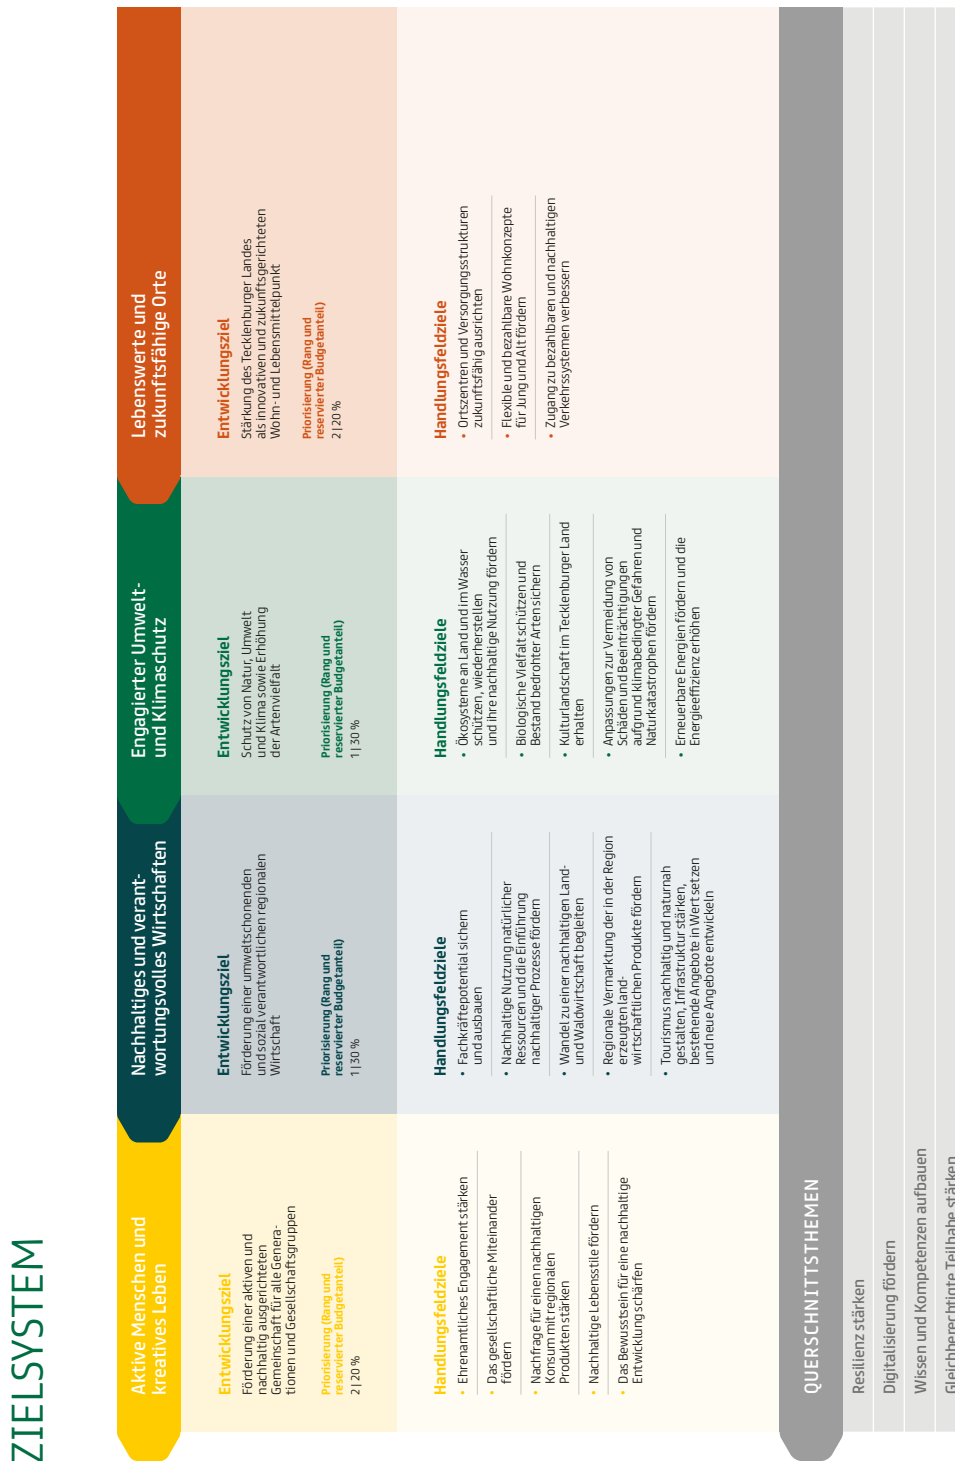 ZIELSYSTEM
Aktive Menschen und
kreatives Leben
Entwicklungsziel
Förderung einer aktiven und
nachhaltig ausgerichteten
Gemeinschaft für alle Genera-
tionen und Gesellschaftsgruppen
Priorisierung (Rang und
reservierter Budgetanteil)
2 | 20 %
Handlungsfeldziele
• Ehrenamtliches Engagement stärken
• Das gesellschaftliche Miteinander
fördern
• Nachfrage für einen nachhaltigen
Konsum mit regionalen
Produkten stärken
• Nachhaltige Lebensstile fördern
• Das Bewusstsein für eine nachhaltige
Entwicklung schärfen
Nachhaltiges und verant-
wortungsvolles Wirtschaften
Entwicklungsziel
Förderung einer umweltschonenden
und sozial verantwortlichen regionalen
Wirtschaft
Priorisierung (Rang und
reservierter Budgetanteil)
1 | 30 %
Handlungsfeldziele
• Fachkräftepotential sichern
und ausbauen
• Nachhaltige Nutzung natürlicher
Ressourcen und die Einführung
nachhaltiger Prozesse fördern
• Wandel zu einer nachhaltigen Land-
und Waldwirtschaft begleiten
• Regionale Vermarktung der in der Region
erzeugten land-
wirtschaftlichen Produkte fördern
• Tourismus nachhaltig und naturnah
gestalten, Infrastruktur stärken,
bestehende Angebote in Wert setzen
und neue Angebote entwickeln
Engagierter Umwelt-
und Klimaschutz
Entwicklungsziel
Schutz von Natur, Umwelt
und Klima sowie Erhöhung
der Artenvielfalt
Priorisierung (Rang und
reservierter Budgetanteil)
1 | 30 %
Handlungsfeldziele
• Ökosysteme an Land und im Wasser
schützen, wiederherstellen
und ihre nachhaltige Nutzung fördern
• Biologische Vielfalt schützen und
Bestand bedrohter Arten sichern
• Kulturlandschaft im Tecklenburger Land
erhalten
• Anpassungen zur Vermeidung von
Schäden und Beeinträchtigungen
aufgrund klimabedingter Gefahren und
Naturkatastrophen fördern
• Erneuerbare Energien fördern und die
Energieeffizienz erhöhen
Lebenswerte und
zukunftsfähige Orte
Entwicklungsziel
Stärkung des Tecklenburger Landes
als innovativen und zukunftsgerichteten
Wohn- und Lebensmittelpunkt
Priorisierung (Rang und
reservierter Budgetanteil)
2 | 20 %
Handlungsfeldziele
• Ortszentren und Versorgungsstrukturen
zukunftsfähig ausrichten
• Flexible und bezahlbare Wohnkonzepte
für Jung und Alt fördern
• Zugang zu bezahlbaren und nachhaltigen
Verkehrssystemen verbessern
QUERSCHNITTSTHEMEN
Resilienz stärken
Digitalisierung fördern
Wissen und Kompetenzen aufbauen
Gleichberechtigte Teilhabe stärken